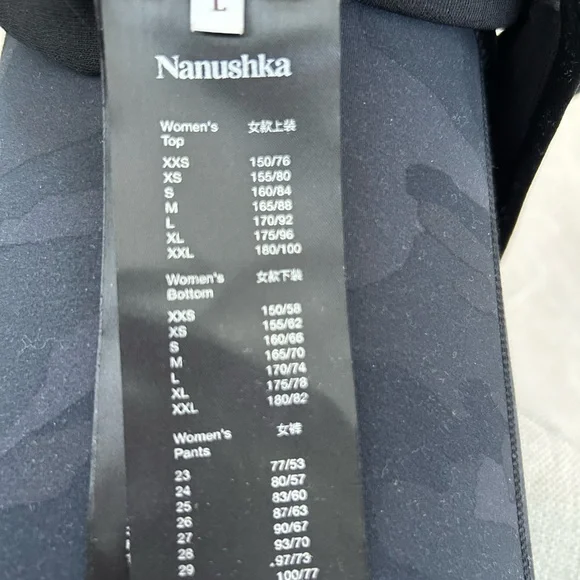 L
Nanushka
Women's 女款上装
Top
XXS 150/76
XS 155/80
S 160/84
M 165/88
L 170/92
XL 175/96
XXL 180/100
Women's 女款下装
Bottom
XXS 150/58
XS 155/62
S 160/66
M 165/70
L 170/74
XL 175/78
XXL 180/82
Women's 女裤
Pants
23 77/53
24 80/57
25 83/60
26 87/63
27 90/67
28 93/70
29 97/73
100/77